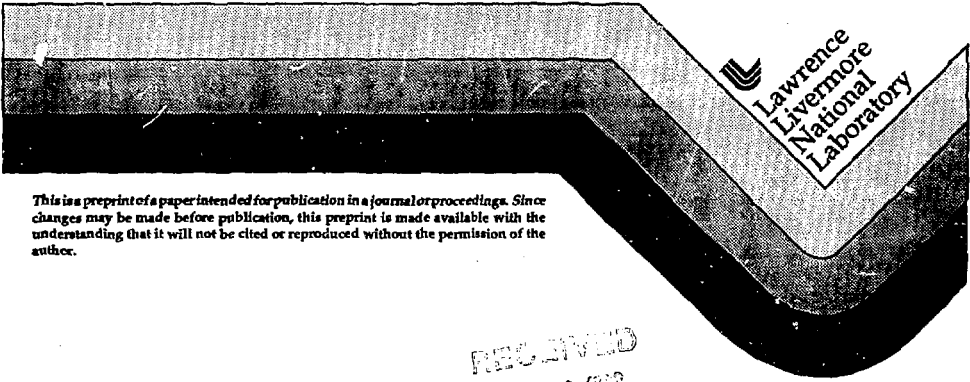 Lawrence
Livermore
National
Laboratory
This is a preprint of a paper intended for publication in a journal or proceedings. Since
changes may be made before publication, this preprint is made available with the
understanding that it will not be cited or reproduced without the permission of the
author.
RECEIVED